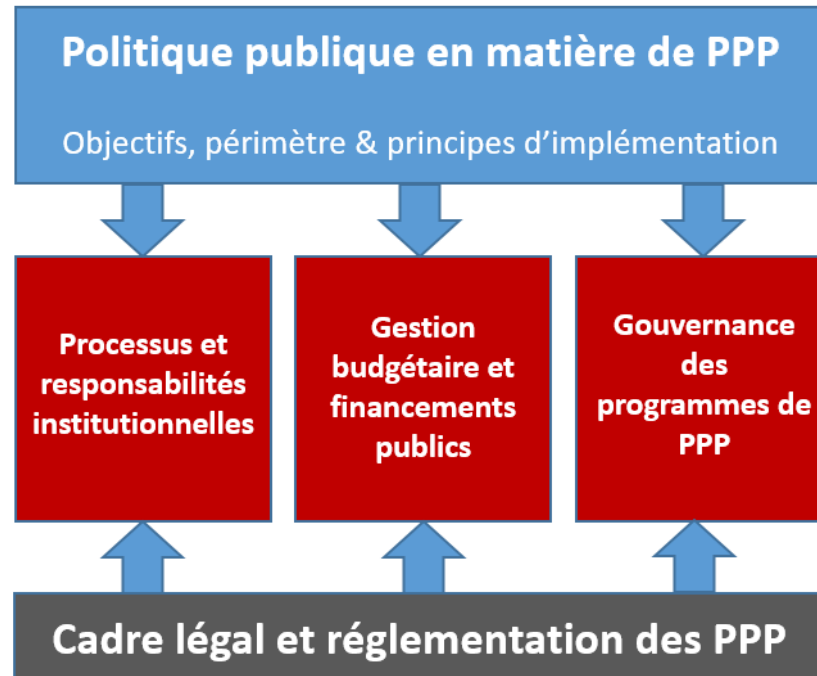 Politique publique en matière de PPP
Objectifs, périmètre & principes d'implémentation
Processus et
responsabilités
institutionnelles
Gestion
budgétaire et
financements
publics
Gouvernance
des
programmes de
PPP
Cadre légal et réglementation des PPP